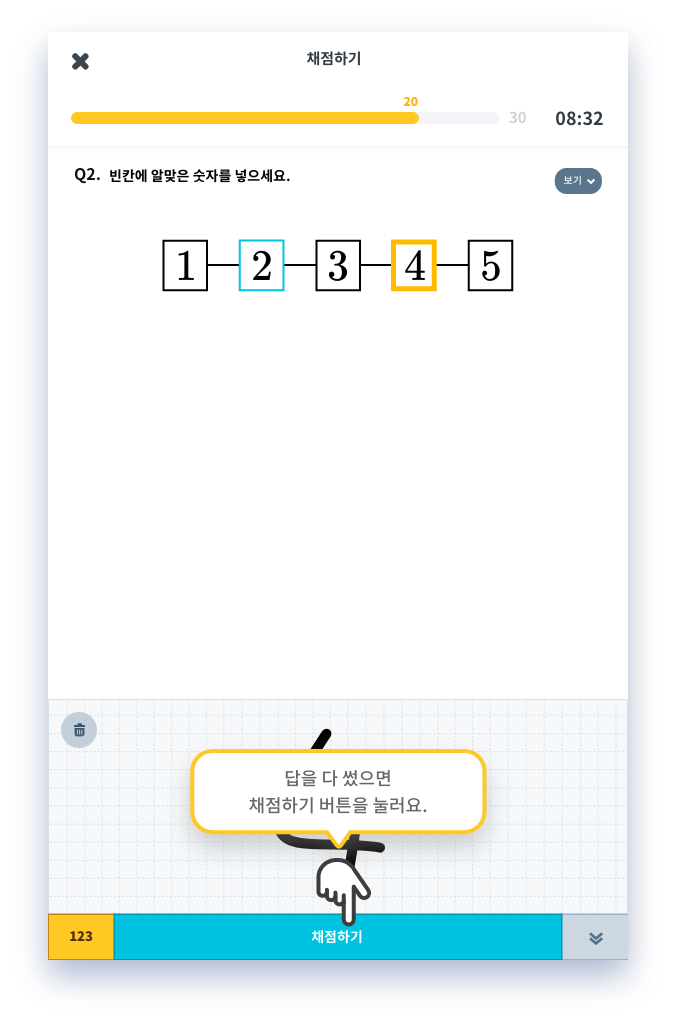 채점하기
20
30
08:32
Q2. 빈칸에 알맞은 숫자를 넣으세요.
보기
1 2 3 4 5
답을 다 썼으면
채점하기 버튼을 눌러요.
123
채점하기